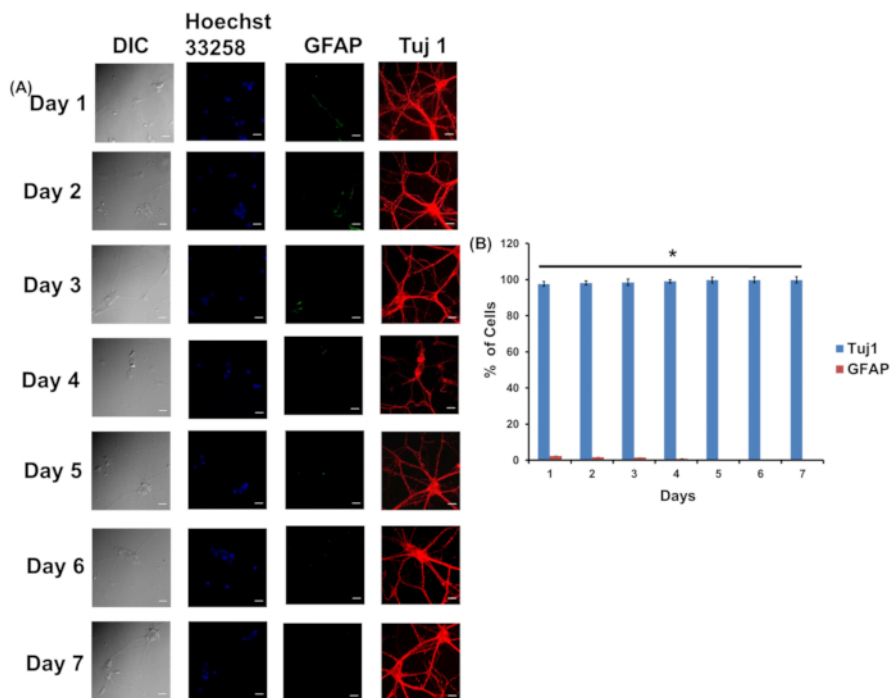 Hoechst
DIC 33258 GFAP Tuj 1
(A)
Day 1
Day 2
Day 3
Day 4
Day 5
Day 6
Day 7
(B)
120
100
80
60
40
20
0
% of Cells
*
1 2 3 4 5 6 7
Days
Tuj1
GFAP